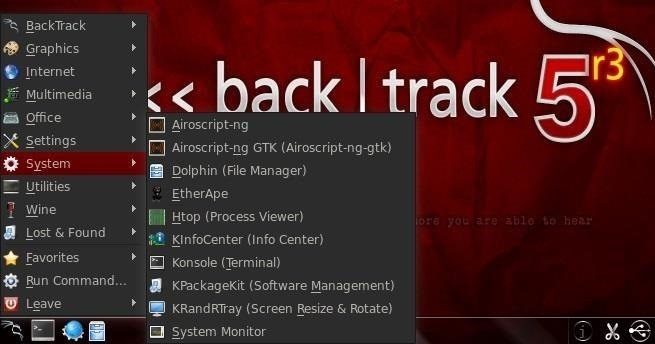 BackTrack
Graphics
Internet
Multimedia
Office
Settings
System
Utilities
Wine
Lost & Found
Favorites
Run Command...
Leave
<< back | track 5 r3
Airoscript-ng
Airoscript-ng GTK (Airoscript-ng-gtk)
Dolphin (File Manager)
EtherApe
Htop (Process Viewer)
KInfoCenter (Info Center)
Konsole (Terminal)
KPackageKit (Software Management)
KRandRTray (Screen Resize & Rotate)
System Monitor
more you are able to hear